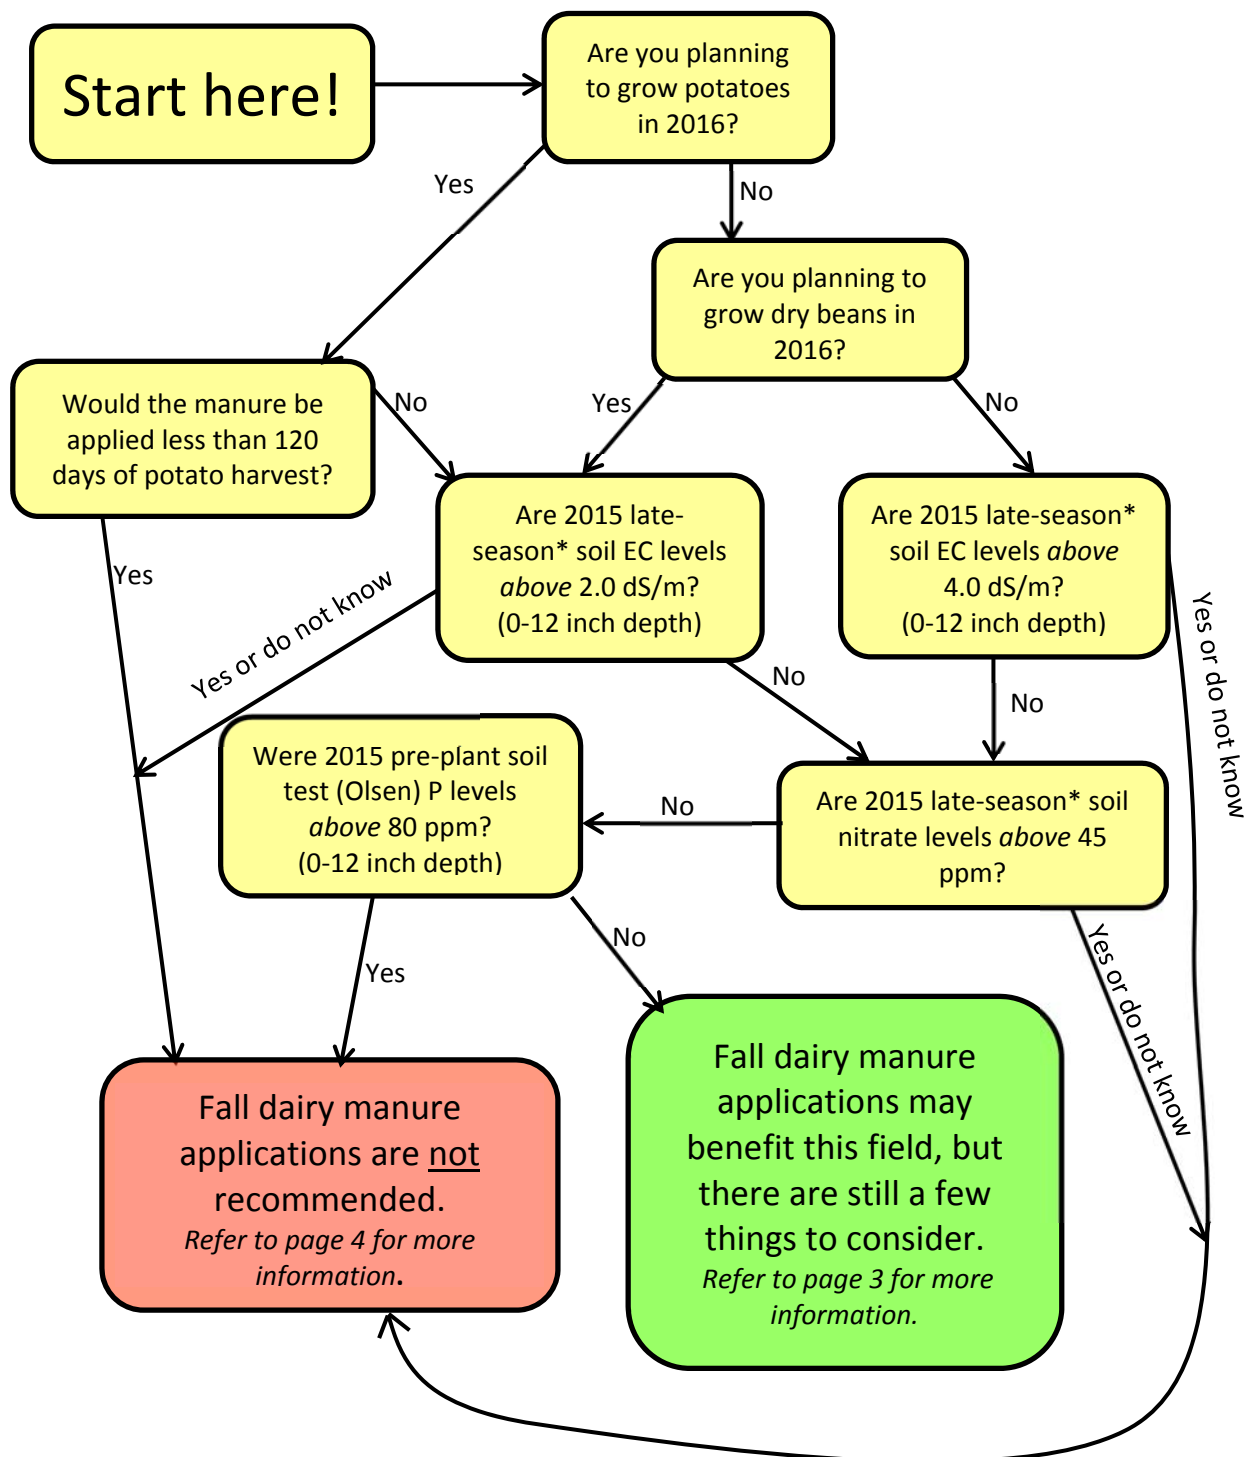 Start here!
Are you planning
to grow potatoes
in 2016?
Yes
No
Are you planning to
grow dry beans in
2016?
Would the manure be
applied less than 120
days of potato harvest?
No
Yes
No
Are 2015 late-
season* soil EC levels
above 2.0 dS/m?
(0-12 inch depth)
Are 2015 late-season*
soil EC levels above
4.0 dS/m?
(0-12 inch depth)
Yes
Yes or do not know
Yes or do not know
No
No
Were 2015 pre-plant soil
test (Olsen) P levels
above 80 ppm?
(0-12 inch depth)
No
Are 2015 late-season* soil
nitrate levels above 45
ppm?
Yes
No
Yes or do not know
Fall dairy manure
applications are not
recommended.
Refer to page 4 for more
information.
Fall dairy manure
applications may
benefit this field, but
there are still a few
things to consider.
Refer to page 3 for more
information.